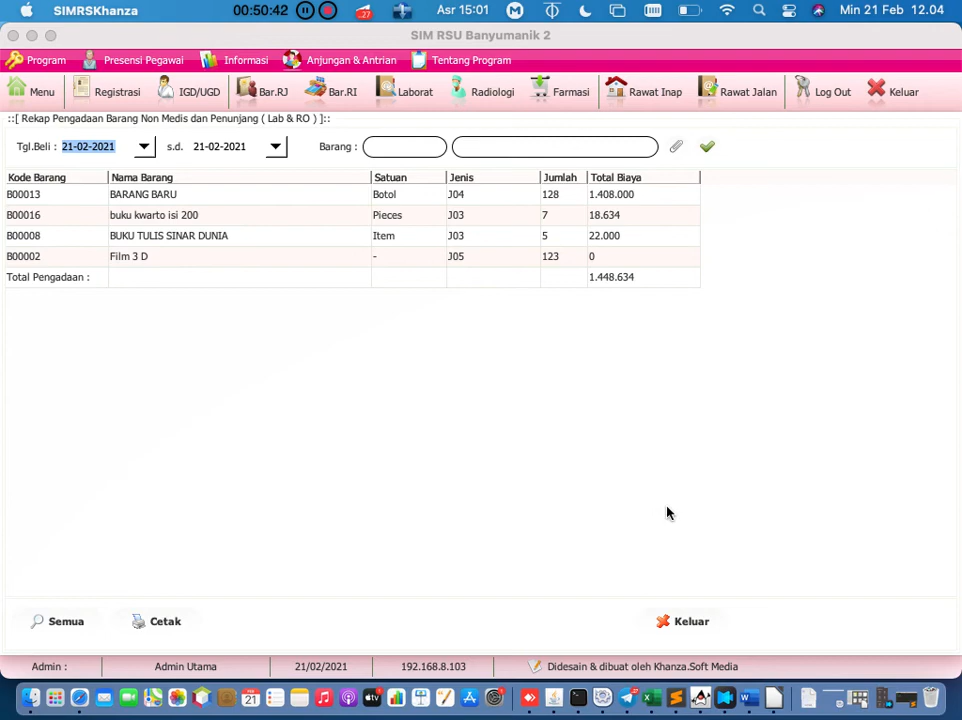 SIMRSKhanza 00:50:42 27 Asr 15:01 Min 21 Feb 12.04
SIM RSU Banyumanik 2
Program Presensi Pegawai Informasi Anjungan & Antrian Tentang Program
Menu Registrasi IGD/UGD Bar.RJ Bar.RI Laborat Radiologi Farmasi Rawat Inap Rawat Jalan Log Out Keluar
::[ Rekap Pengadaan Barang Non Medis dan Penunjang ( Lab & RO ) ]::
Tgl.Beli : 21-02-2021 s.d. 21-02-2021 Barang :
Kode Barang Nama Barang Satuan Jenis Jumlah Total Biaya
B00013 BARANG BARU Botol J04 128 1.408.000
B00016 buku kwarto isi 200 Pieces J03 7 18.634
B00008 BUKU TULIS SINAR DUNIA Item J03 5 22.000
B00002 Film 3 D - J05 123 0
Total Pengadaan : 1.448.634
Semua Cetak Keluar
Admin : Admin Utama 21/02/2021 192.168.8.103 Didesain & dibuat oleh Khanza.Soft Media